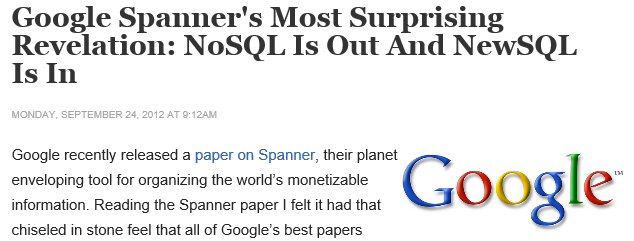 Google Spanner's Most Surprising
Revelation: NoSQL Is Out And NewSQL
Is In
MONDAY, SEPTEMBER 24, 2012 AT 9:12AM
Google recently released a paper on Spanner, their planet
enveloping tool for organizing the world’s monetizable
information. Reading the Spanner paper I felt it had that
chiseled in stone feel that all of Google’s best papers
Google™